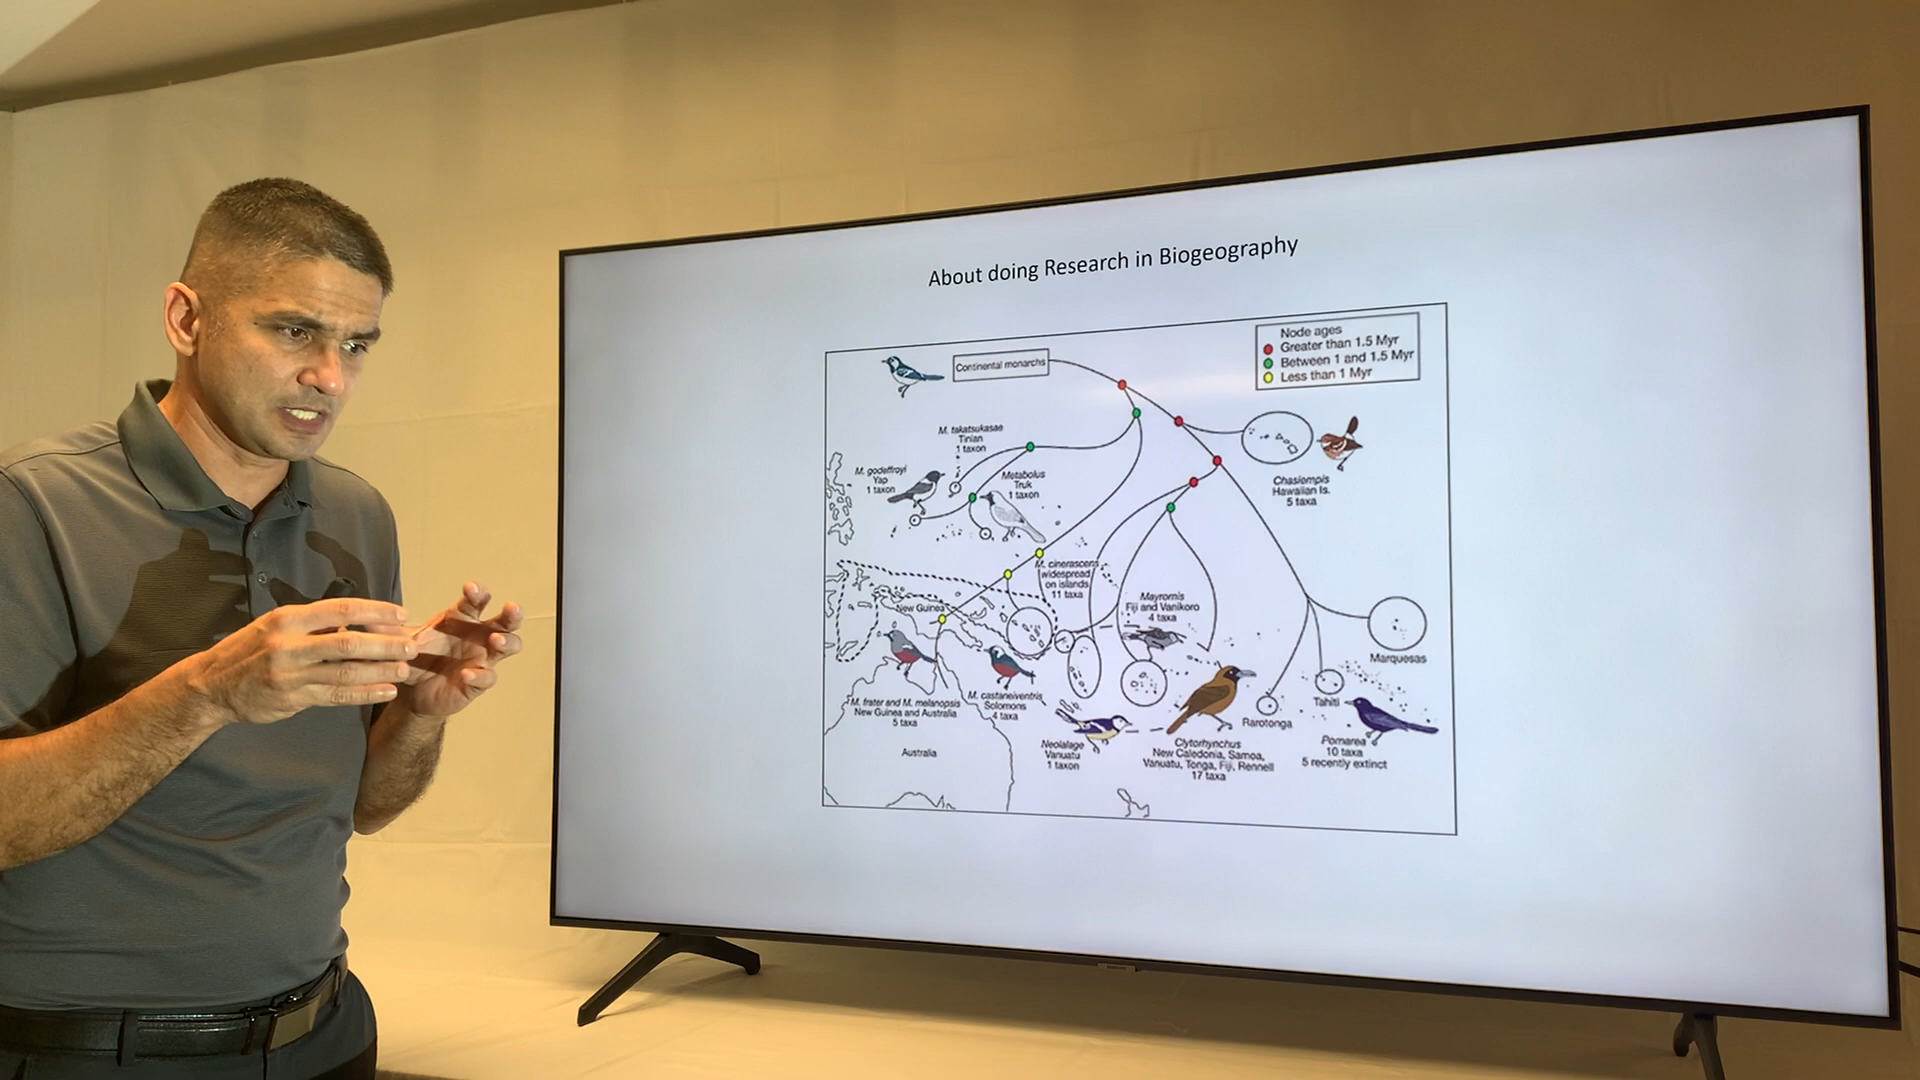 About doing Research in Biogeography
Continental monarchs
Node ages
Greater than 1.5 Myr
Between 1 and 1.5 Myr
Less than 1 Myr
M. takatsukasae
Tinian
1 taxon
M. godeffroyi
Yap
1 taxon
Metabolus
Truk
1 taxon
Chasiempis
Hawaiian Is.
5 taxa
M. cinerascens
widespread
on islands
11 taxa
New Guinea
Mayrornis
Fiji and Vanikoro
4 taxa
Marquesas
M. frater and M. melanopsis
New Guinea and Australia
5 taxa
M. castaneiventris
Solomons
4 taxa
Rarotonga
Tahiti
Australia
Neolalage
Vanuatu
1 taxon
Clytorhynchus
New Caledonia, Samoa,
Vanuatu, Tonga, Fiji, Rennell
17 taxa
Pomarea
10 taxa
5 recently extinct